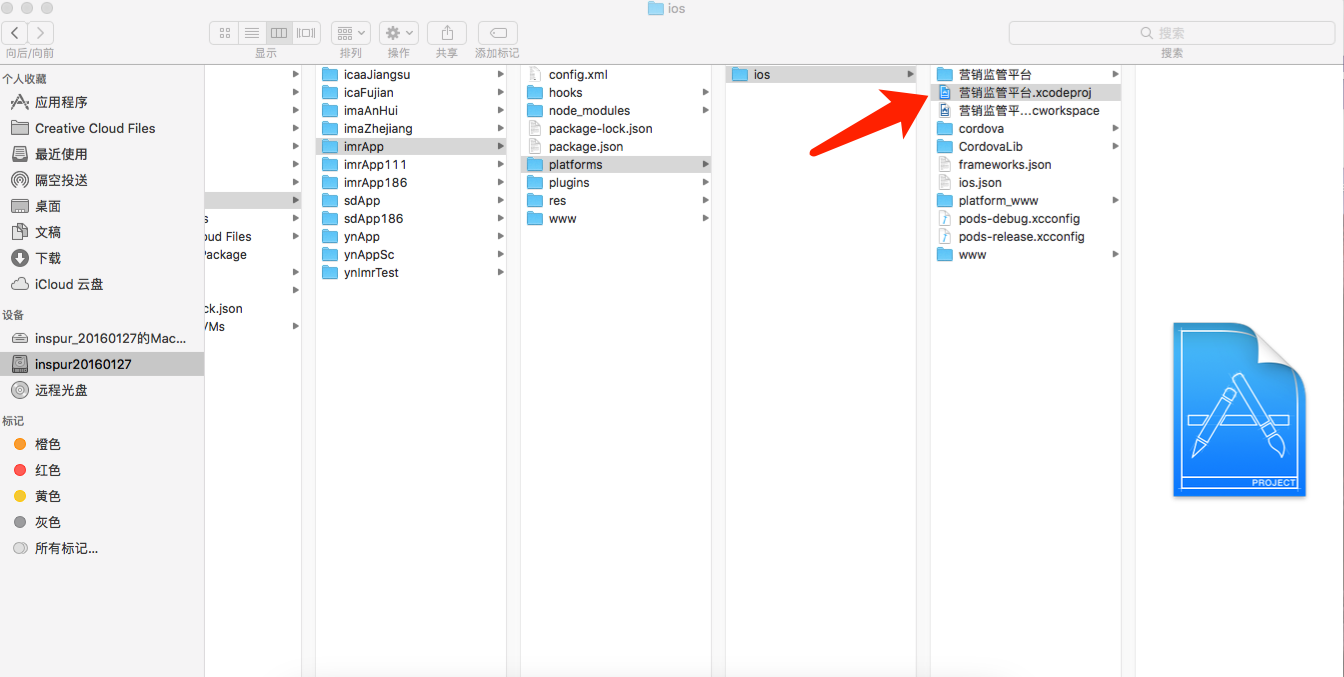 ios
向后/向前
显示
排列
操作
共享
添加标记
搜索
搜索
个人收藏
应用程序
Creative Cloud Files
最近使用
隔空投送
桌面
文稿
下载
iCloud 云盘
设备
inspur_20160127的Mac...
inspur20160127
远程光盘
标记
橙色
红色
黄色
灰色
所有标记...
s
oud Files
Package
ck.json
VMs
icaaJiangsu
icaFujian
imaAnHui
imaZhejiang
imrApp
imrApp111
imrApp186
sdApp
sdApp186
ynApp
ynAppSc
ynImrTest
config.xml
hooks
node_modules
package-lock.json
package.json
platforms
plugins
res
www
ios
营销监管平台
营销监管平台.xcodeproj
营销监管平...cworkspace
cordova
CordovaLib
frameworks.json
ios.json
platform_www
pods-debug.xcconfig
pods-release.xcconfig
www
PROJECT